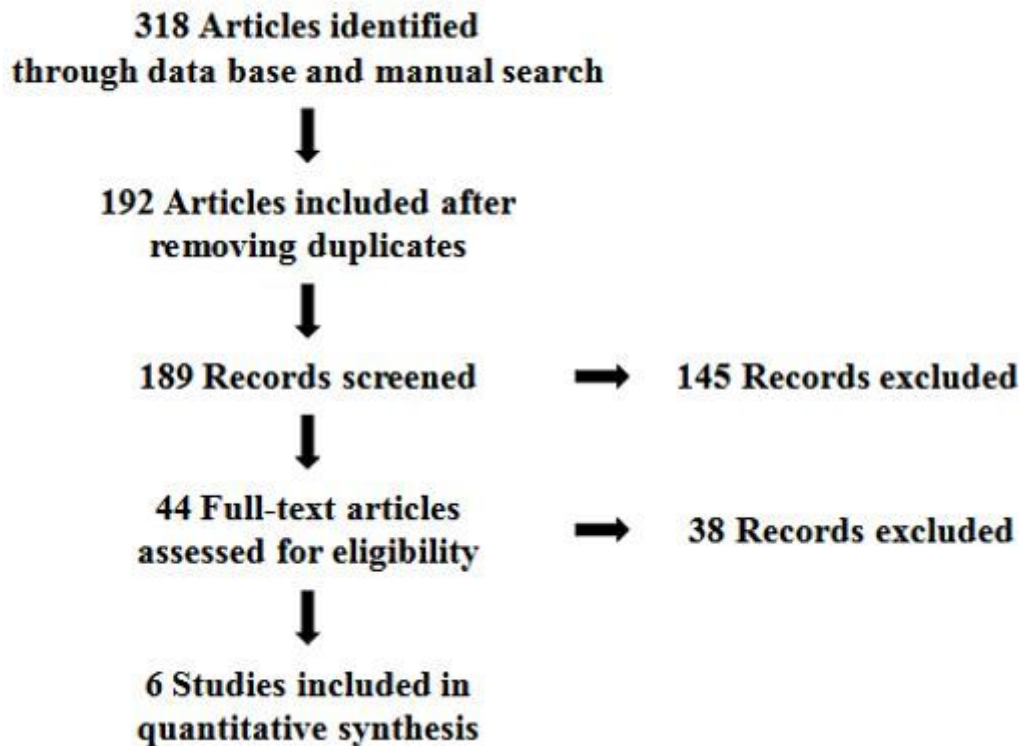 318 Articles identified
through data base and manual search
192 Articles included after
removing duplicates
189 Records screened
145 Records excluded
44 Full-text articles
assessed for eligibility
38 Records excluded
6 Studies included in
quantitative synthesis